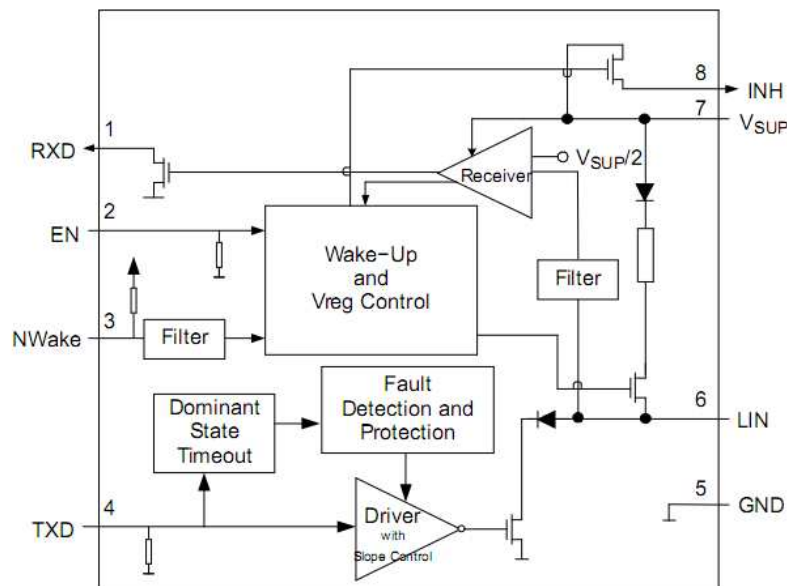 8
INH
7
VSUP
1
RXD
VSUP/2
Receiver
2
EN
Wake-Up
and
Vreg Control
Filter
3
NWake
Filter
Fault
Detection and
Protection
Dominant
State
Timeout
6
LIN
5
GND
4
TXD
Driver
with
Slope Control